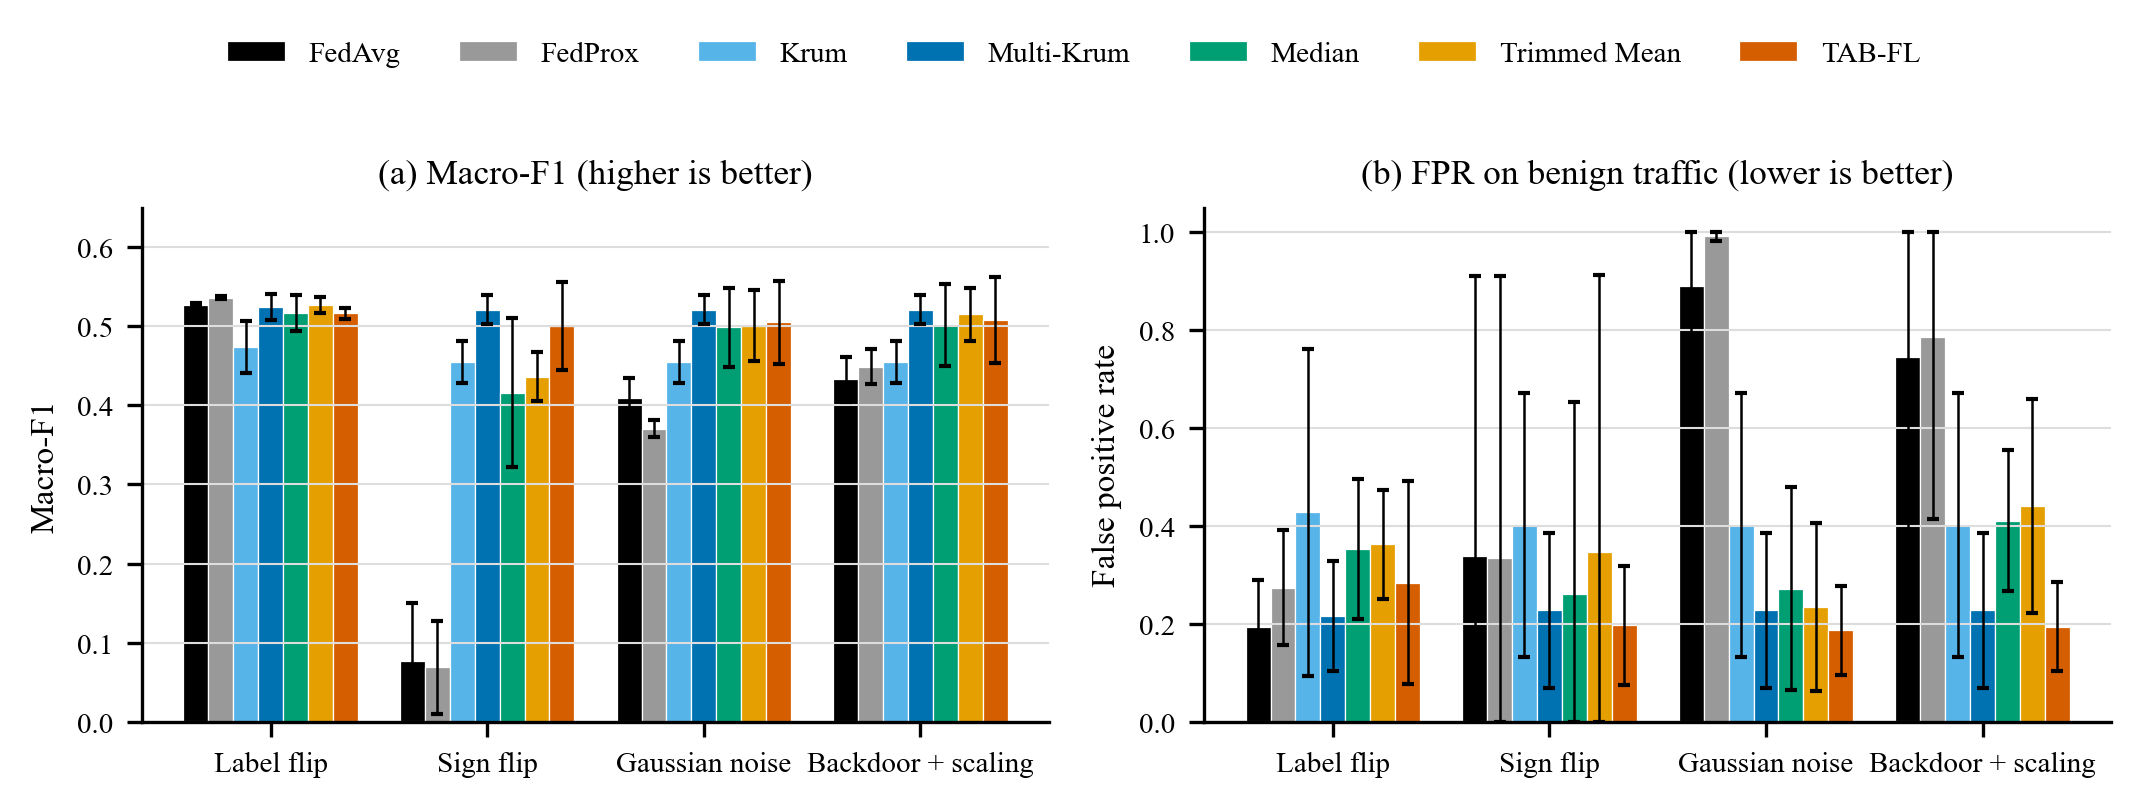 FedAvg FedProx Krum Multi-Krum Median Trimmed Mean TAB-FL
(a) Macro-F1 (higher is better)
Macro-F1
0.6
0.5
0.4
0.3
0.2
0.1
0.0
Label flip Sign flip Gaussian noise Backdoor + scaling
(b) FPR on benign traffic (lower is better)
False positive rate
1.0
0.8
0.6
0.4
0.2
0.0
Label flip Sign flip Gaussian noise Backdoor + scaling